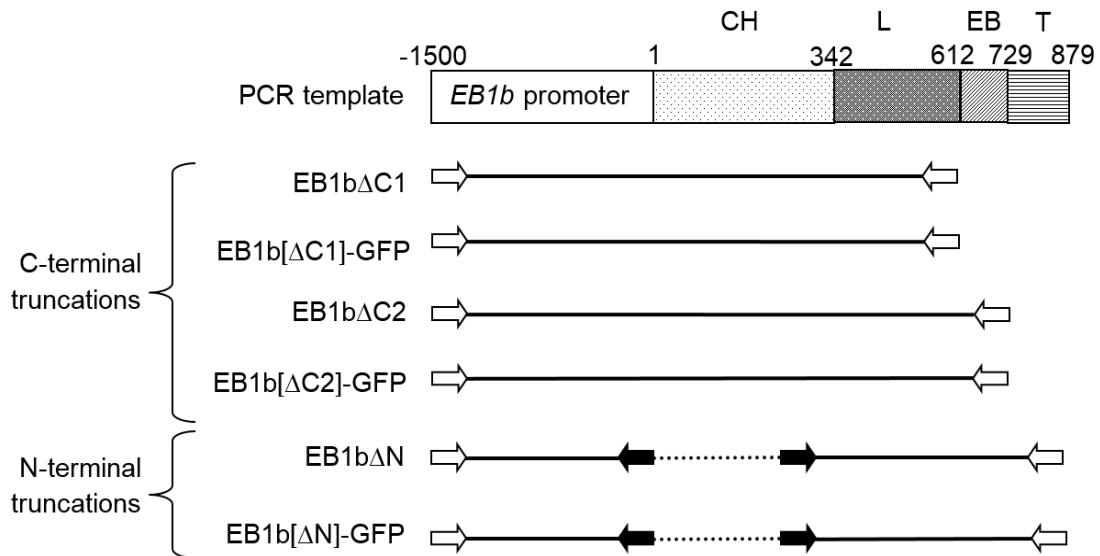 CH L EB T
-1500 1 342 612 729 879
PCR template EB1b promoter
EB1bΔC1
EB1b[ΔC1]-GFP
C-terminal
truncations
EB1bΔC2
EB1b[ΔC2]-GFP
EB1bΔN
N-terminal
truncations
EB1b[ΔN]-GFP